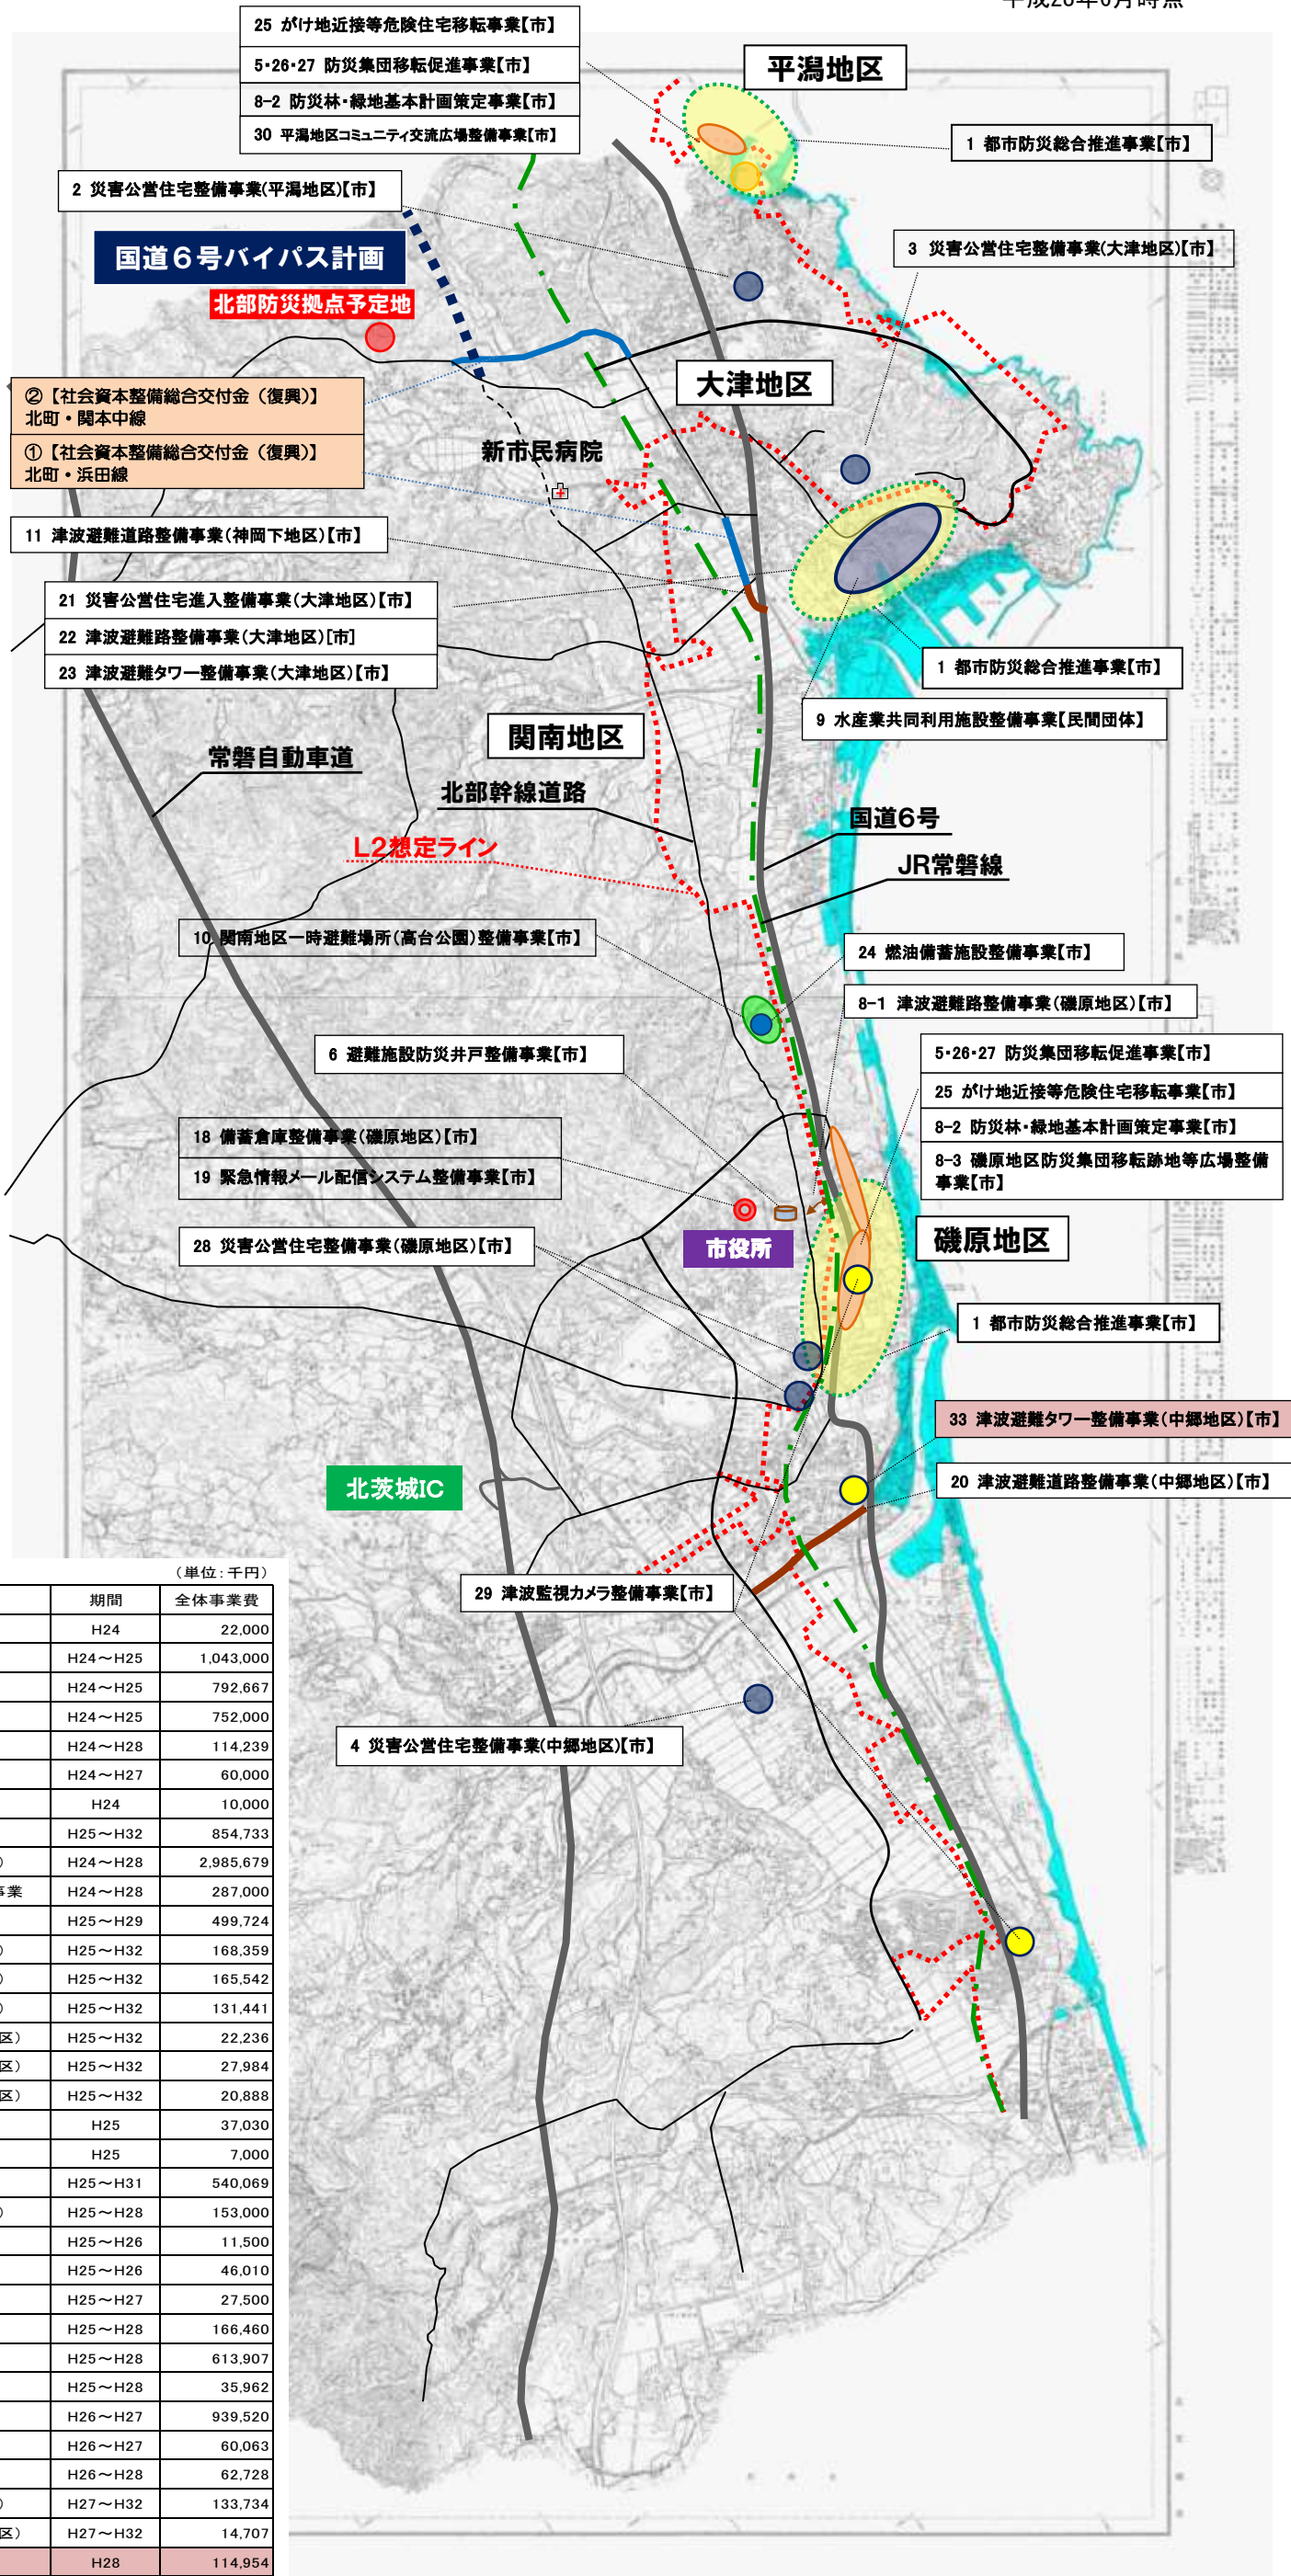 平成28年6月時点
25 がけ地近接等危険住宅移転事業【市】
5・26・27 防災集団移転促進事業【市】
8-2 防災林・緑地基本計画策定事業【市】
30 平潟地区コミュニティ交流広場整備事業【市】
平潟地区
1 都市防災総合推進事業【市】
2 災害公営住宅整備事業(平潟地区)【市】
国道6号バイパス計画
北部防災拠点予定地
3 災害公営住宅整備事業(大津地区)【市】
大津地区
②【社会資本整備総合交付金（復興）】
北町・関本中線
①【社会資本整備総合交付金（復興）】
北町・浜田線
新市民病院
11 津波避難道路整備事業(神岡下地区)【市】
21 災害公営住宅進入整備事業(大津地区)【市】
22 津波避難路整備事業(大津地区)[市]
23 津波避難タワー整備事業(大津地区)【市】
1 都市防災総合推進事業【市】
9 水産業共同利用施設整備事業【民間団体】
関南地区
常磐自動車道
北部幹線道路
国道6号
L2想定ライン
JR常磐線
10 関南地区一時避難場所(高台公園)整備事業【市】
24 燃油備蓄施設整備事業【市】
8-1 津波避難路整備事業(磯原地区)【市】
6 避難施設防災井戸整備事業【市】
5・26・27 防災集団移転促進事業【市】
25 がけ地近接等危険住宅移転事業【市】
8-2 防災林・緑地基本計画策定事業【市】
8-3 磯原地区防災集団移転跡地等広場整備
事業【市】
18 備蓄倉庫整備事業(磯原地区)【市】
19 緊急情報メール配信システム整備事業【市】
28 災害公営住宅整備事業(磯原地区)【市】
市役所
磯原地区
1 都市防災総合推進事業【市】
33 津波避難タワー整備事業(中郷地区)【市】
20 津波避難道路整備事業(中郷地区)【市】
北茨城IC
29 津波監視カメラ整備事業【市】
4 災害公営住宅整備事業(中郷地区)【市】
（単位：千円）
期間 全体事業費
H24 22,000
H24～H25 1,043,000
H24～H25 792,667
H24～H25 752,000
H24～H28 114,239
H24～H27 60,000
H24 10,000
H25～H32 854,733
） H24～H28 2,985,679
事業 H24～H28 287,000
H25～H29 499,724
） H25～H32 168,359
） H25～H32 165,542
） H25～H32 131,441
区） H25～H32 22,236
区） H25～H32 27,984
区） H25～H32 20,888
H25 37,030
H25 7,000
H25～H31 540,069
） H25～H28 153,000
H25～H26 11,500
H25～H26 46,010
H25～H27 27,500
H25～H28 166,460
H25～H28 613,907
H25～H28 35,962
H26～H27 939,520
H26～H27 60,063
H26～H28 62,728
） H27～H32 133,734
区） H27～H32 14,707
H28 114,954